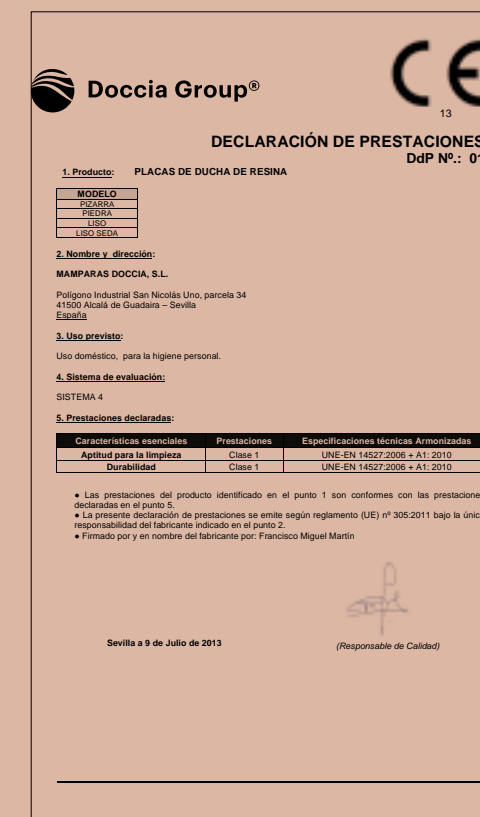 Doccia Group®
CE
13
DECLARACIÓN DE PRESTACIONES
DdP Nº.: 01
1. Producto: PLACAS DE DUCHA DE RESINA
MODELO
PIZARRA
PIEDRA
LISO
LISO SEDA
2. Nombre y dirección:
MAMPARAS DOCCIA, S.L.
Polígono Industrial San Nicolás Uno, parcela 34
41500 Alcalá de Guadaira – Sevilla
España
3. Uso previsto:
Uso doméstico, para la higiene personal.
4. Sistema de evaluación:
SISTEMA 4
5. Prestaciones declaradas:
Características esenciales Prestaciones Especificaciones técnicas Armonizadas
Aptitud para la limpieza Clase 1 UNE-EN 14527:2006 + A1: 2010
Durabilidad Clase 1 UNE-EN 14527:2006 + A1: 2010
● Las prestaciones del producto identificado en el punto 1 son conformes con las prestacione
declaradas en el punto 5.
● La presente declaración de prestaciones se emite según reglamento (UE) nº 305:2011 bajo la únic
responsabilidad del fabricante indicado en el punto 2.
● Firmado por y en nombre del fabricante por: Francisco Miguel Martín
Sevilla a 9 de Julio de 2013
(Responsable de Calidad)